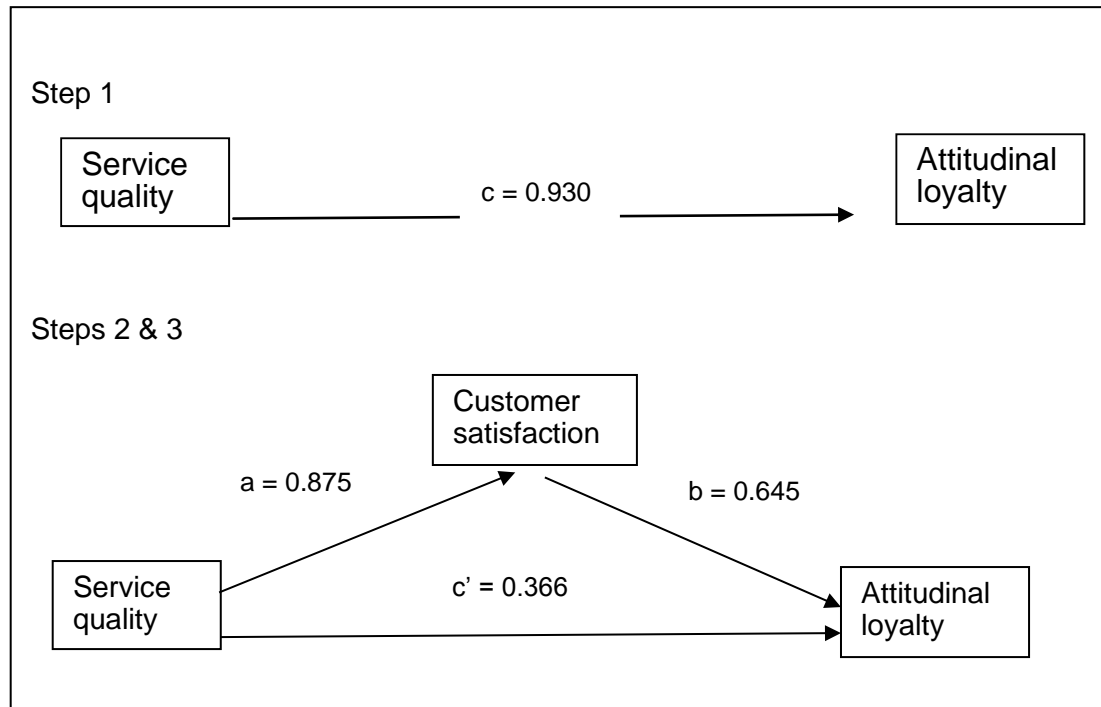 Step 1
Service
quality
c = 0.930
Attitudinal
loyalty
Steps 2 & 3
Customer
satisfaction
a = 0.875
b = 0.645
Service
quality
c’ = 0.366
Attitudinal
loyalty